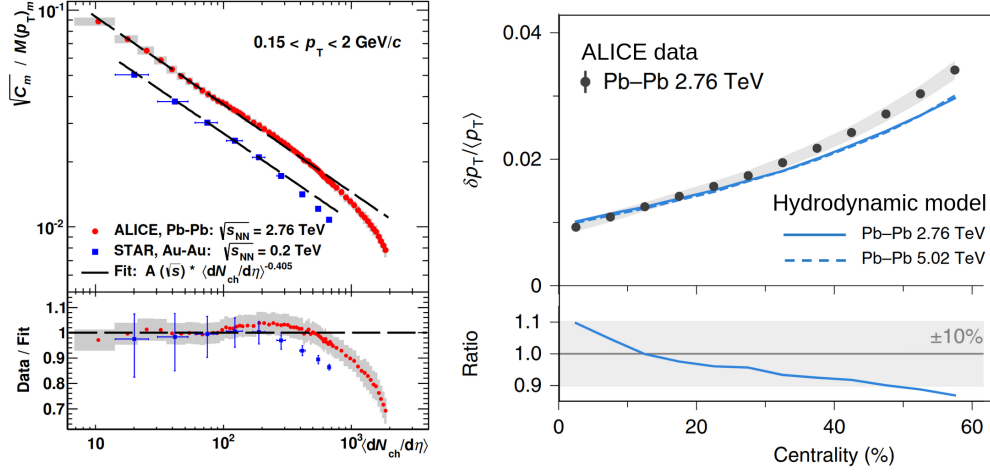 √C_m / M(p_T)_m
10⁻¹
10⁻²
0.15 < p_T < 2 GeV/c
ALICE, Pb-Pb: √s_NN = 2.76 TeV
STAR, Au-Au: √s_NN = 0.2 TeV
Fit: A (√s) * ⟨dN_ch/dη⟩^-0.405
Data / Fit
1.1
1
0.9
0.8
0.7
10
10²
10³
⟨dN_ch/dη⟩
δp_T/⟨p_T⟩
0.04
0.02
0
ALICE data
Pb–Pb 2.76 TeV
Hydrodynamic model
Pb–Pb 2.76 TeV
Pb–Pb 5.02 TeV
Ratio
1.1
1.0
0.9
±10%
0
20
40
60
Centrality (%)